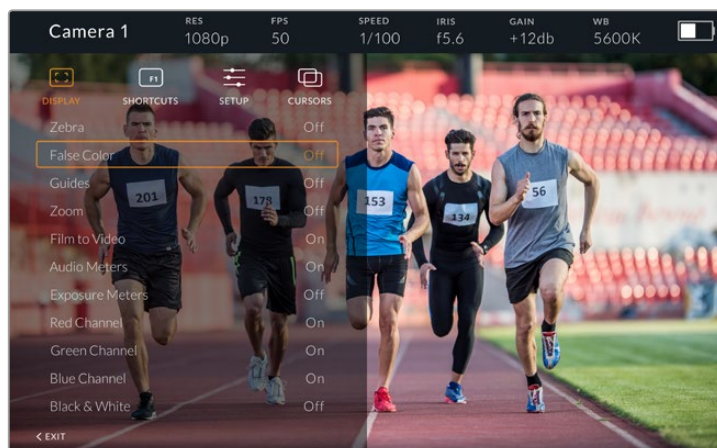 Camera 1
RES FPS SPEED IRIS GAIN WB
1080p 50 1/100 f5.6 +12db 5600K
F1
DISPLAY SHORTCUTS SETUP CURSORS
Zebra Off
False Color Off
Guides Off
Zoom Off
Film to Video On
Audio Meters On
Exposure Meters Off
Red Channel On
Green Channel On
Blue Channel On
Black & White Off
< EXIT
201
178
153
134
56